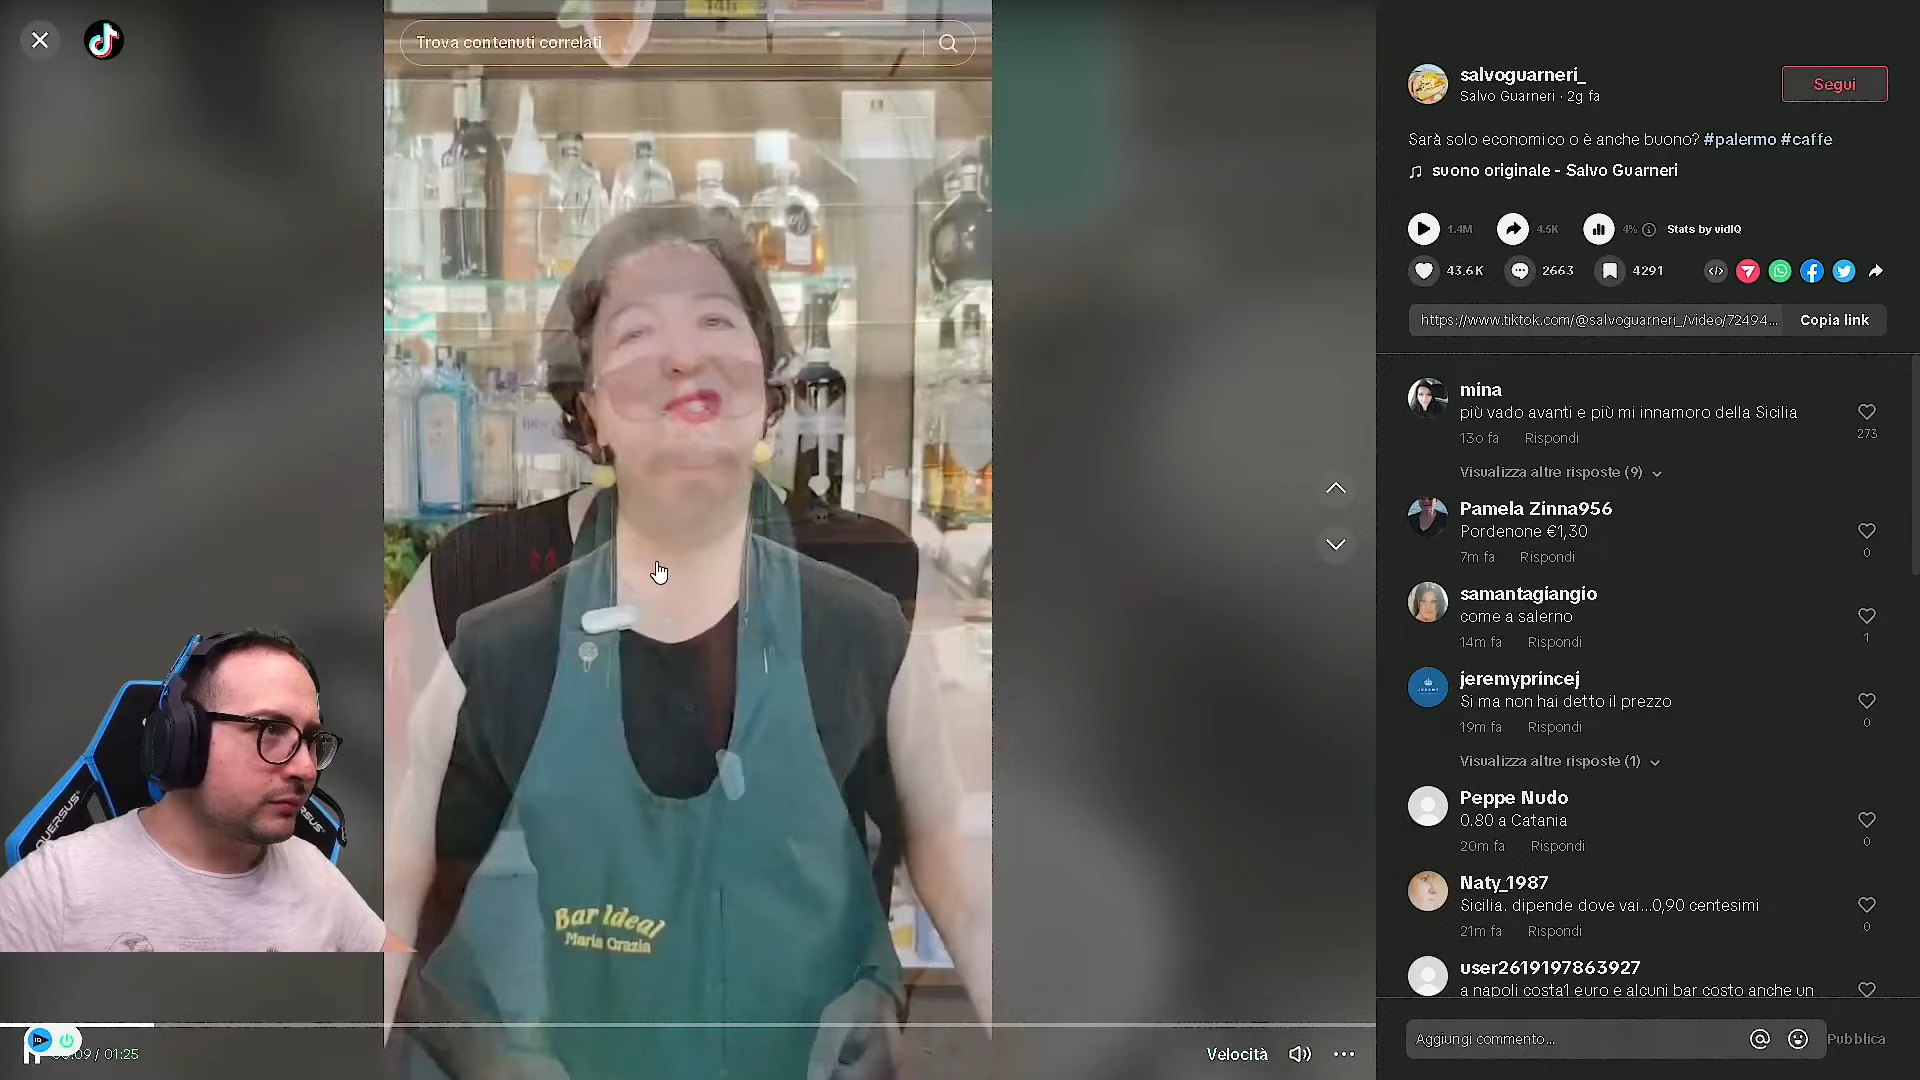 Trova contenuti correlati
salvoguarneri_
Salvo Guarneri · 2g fa
Segui
Sarà solo economico o è anche buono? #palermo #caffe
suono originale - Salvo Guarneri
1.4M
4.5K
4%
Stats by vidIQ
43.6K
2663
4291
https://www.tiktok.com/@salvoguarneri_/video/72494...
Copia link
mina
più vado avanti e più mi innamoro della Sicilia
13o fa
Rispondi
273
Visualizza altre risposte (9)
Pamela Zinna956
Pordenone €1,30
7m fa
Rispondi
0
samantagiangio
come a salerno
14m fa
Rispondi
1
jeremyprincej
Si ma non hai detto il prezzo
19m fa
Rispondi
0
Visualizza altre risposte (1)
Peppe Nudo
0.80 a Catania
20m fa
Rispondi
0
Naty_1987
Sicilia. dipende dove vai...0,90 centesimi
21m fa
Rispondi
0
user2619197863927
a napoli costa1 euro e alcuni bar costo anche un
Aggiungi commento...
Pubblica
Bar Ideal
Maria Grazia
:09 / 01:25
Velocità